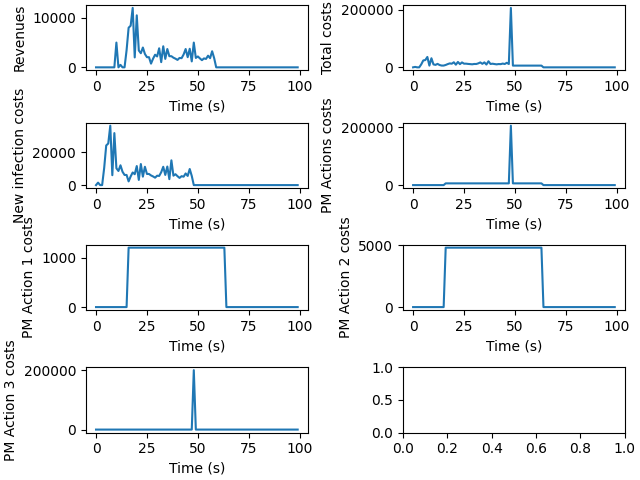 Revenues
10000
0
0 25 50 75 100
Time (s)
Total costs
200000
0
0 25 50 75 100
Time (s)
New infection costs
20000
0
0 25 50 75 100
Time (s)
PM Actions costs
200000
0
0 25 50 75 100
Time (s)
PM Action 1 costs
1000
0
0 25 50 75 100
Time (s)
PM Action 2 costs
5000
0
0 25 50 75 100
Time (s)
PM Action 3 costs
200000
0
0 25 50 75 100
Time (s)
1.0
0.5
0.0
0.0 0.2 0.4 0.6 0.8 1.0